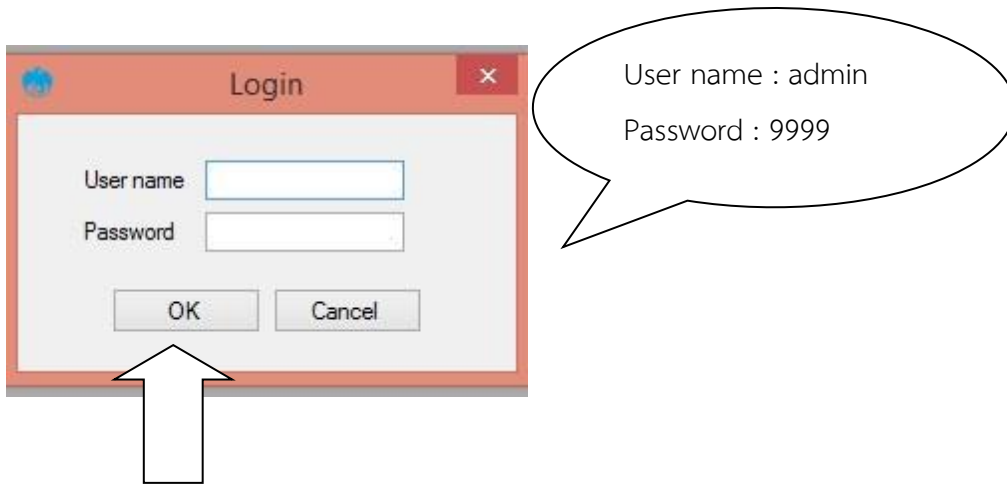 Login
×
User name
Password
OK
Cancel
User name : admin
Password : 9999